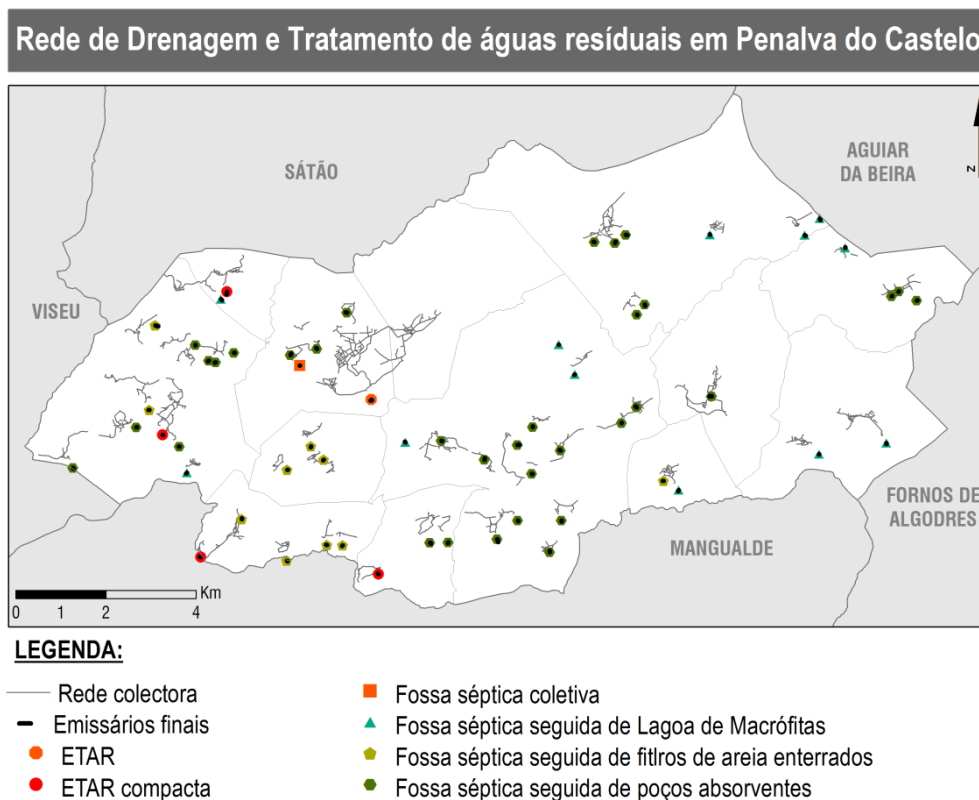 Rede de Drenagem e Tratamento de águas resíduais em Penalva do Castelo
SÁTÃO
AGUIAR
DA BEIRA
N
VISEU
FORNOS DE
ALGODRES
MANGUALDE
Km
0 1 2 4
LEGENDA:
Rede colectora
Emissários finais
ETAR
ETAR compacta
Fossa séptica coletiva
Fossa séptica seguida de Lagoa de Macrófitas
Fossa séptica seguida de fitlros de areia enterrados
Fossa séptica seguida de poços absorventes